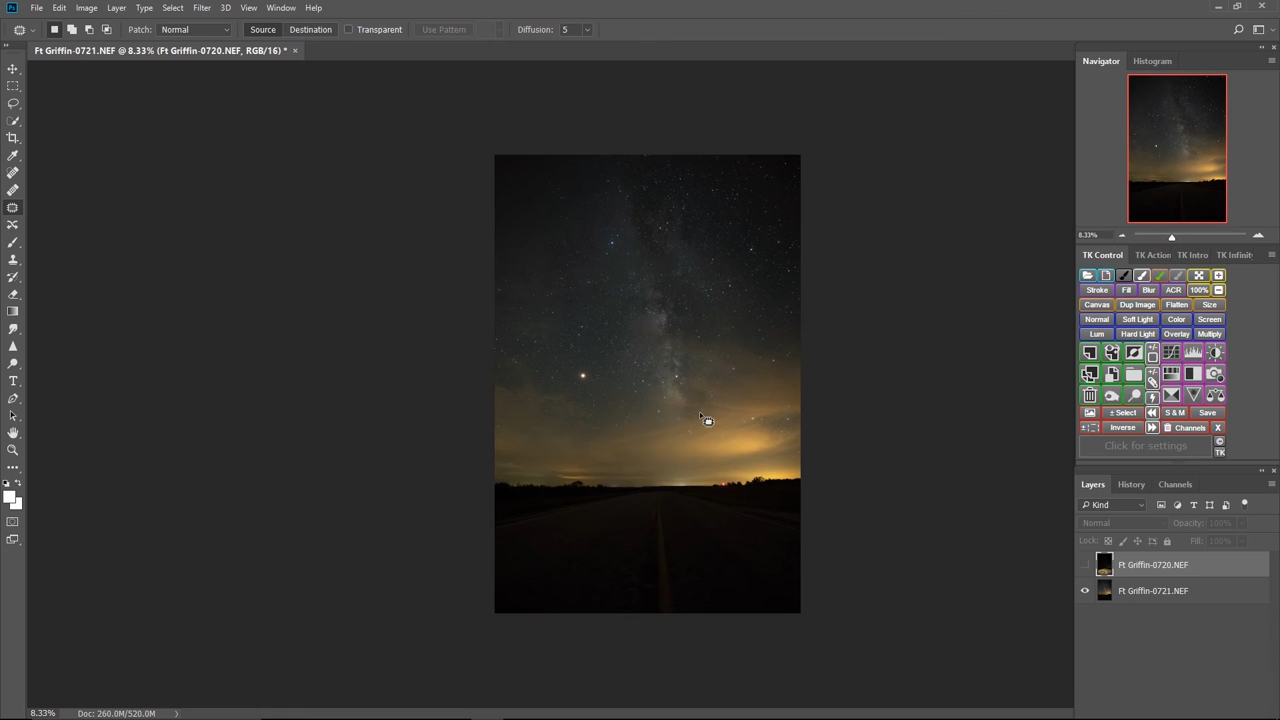 Ps File Edit Image Layer Type Select Filter 3D View Window Help
Patch: Normal Source Destination Transparent Use Pattern Diffusion: 5
Ft Griffin-0721.NEF @ 8.33% (Ft Griffin-0720.NEF, RGB/16) * ×
Navigator Histogram
8.33%
TK Control TK Action TK Intro TK Infinit
Stroke Fill Blur ACR 100%
Canvas Dup Image Flatten Size
Normal Soft Light Color Screen
Lum Hard Light Overlay Multiply
± Select S & M Save
Inverse Channels X
Click for settings TK
Layers History Channels
Kind
Normal Opacity: 100%
Lock: Fill: 100%
Ft Griffin-0720.NEF
Ft Griffin-0721.NEF
8.33% Doc: 260.0M/520.0M